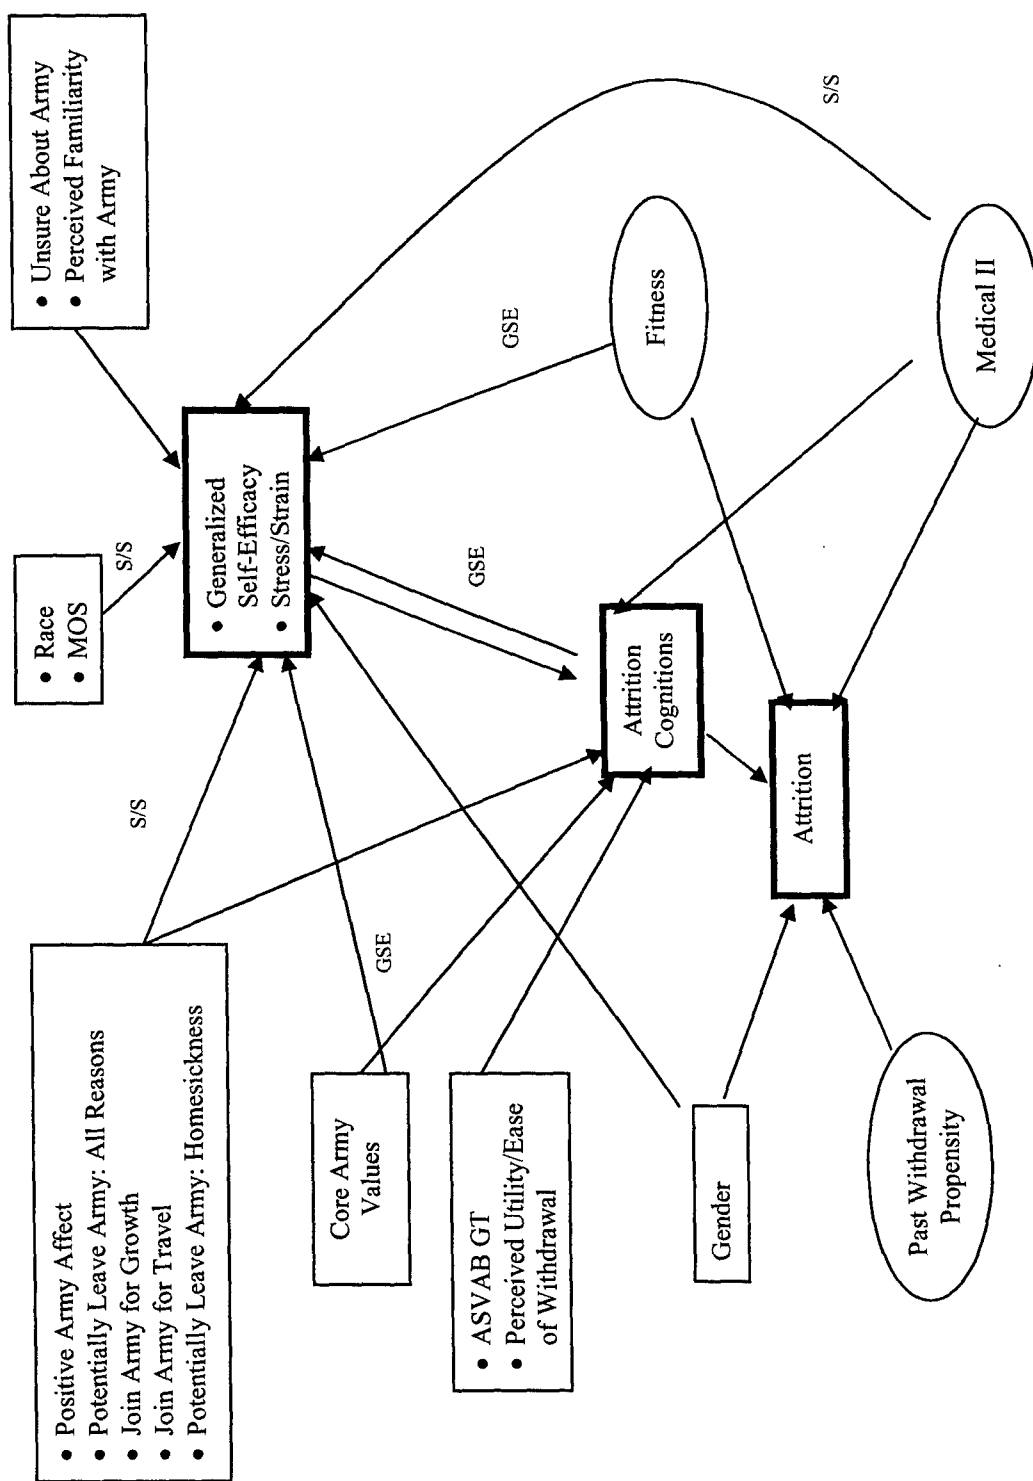 • Positive Army Affect
• Potentially Leave Army: All Reasons
• Join Army for Growth
• Join Army for Travel
• Potentially Leave Army: Homesickness
• Race
• MOS
• Unsure About Army
• Perceived Familiarity
with Army
S/S
S/S
• Generalized
Self-Efficacy
• Stress/Strain
Core Army
Values
GSE
GSE
GSE
S/S
• ASVAB GT
• Perceived Utility/Ease
of Withdrawal
Attrition
Cognitions
Fitness
Gender
Attrition
Past Withdrawal
Propensity
Medical II